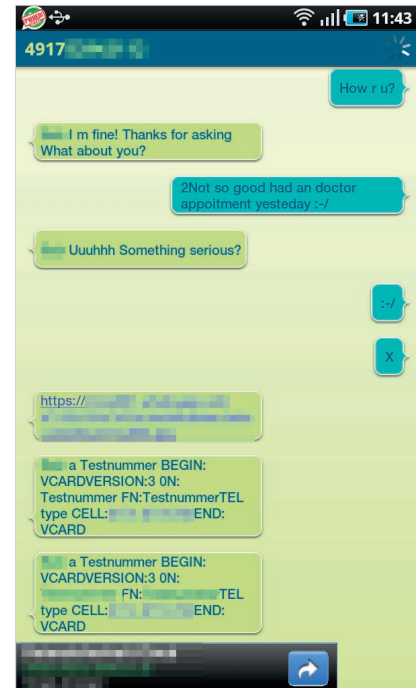 11:43
4917
How r u?
I m fine! Thanks for asking
What about you?
2Not so good had an doctor
appoitment yesteday :-/
Uuuhhh Something serious?
:-/
X
https://
a Testnummer BEGIN:
VCARDVERSION:3 0N:
Testnummer FN:TestnummerTEL
type CELL: END:
VCARD
a Testnummer BEGIN:
VCARDVERSION:3 0N:
FN: TEL
type CELL: END:
VCARD